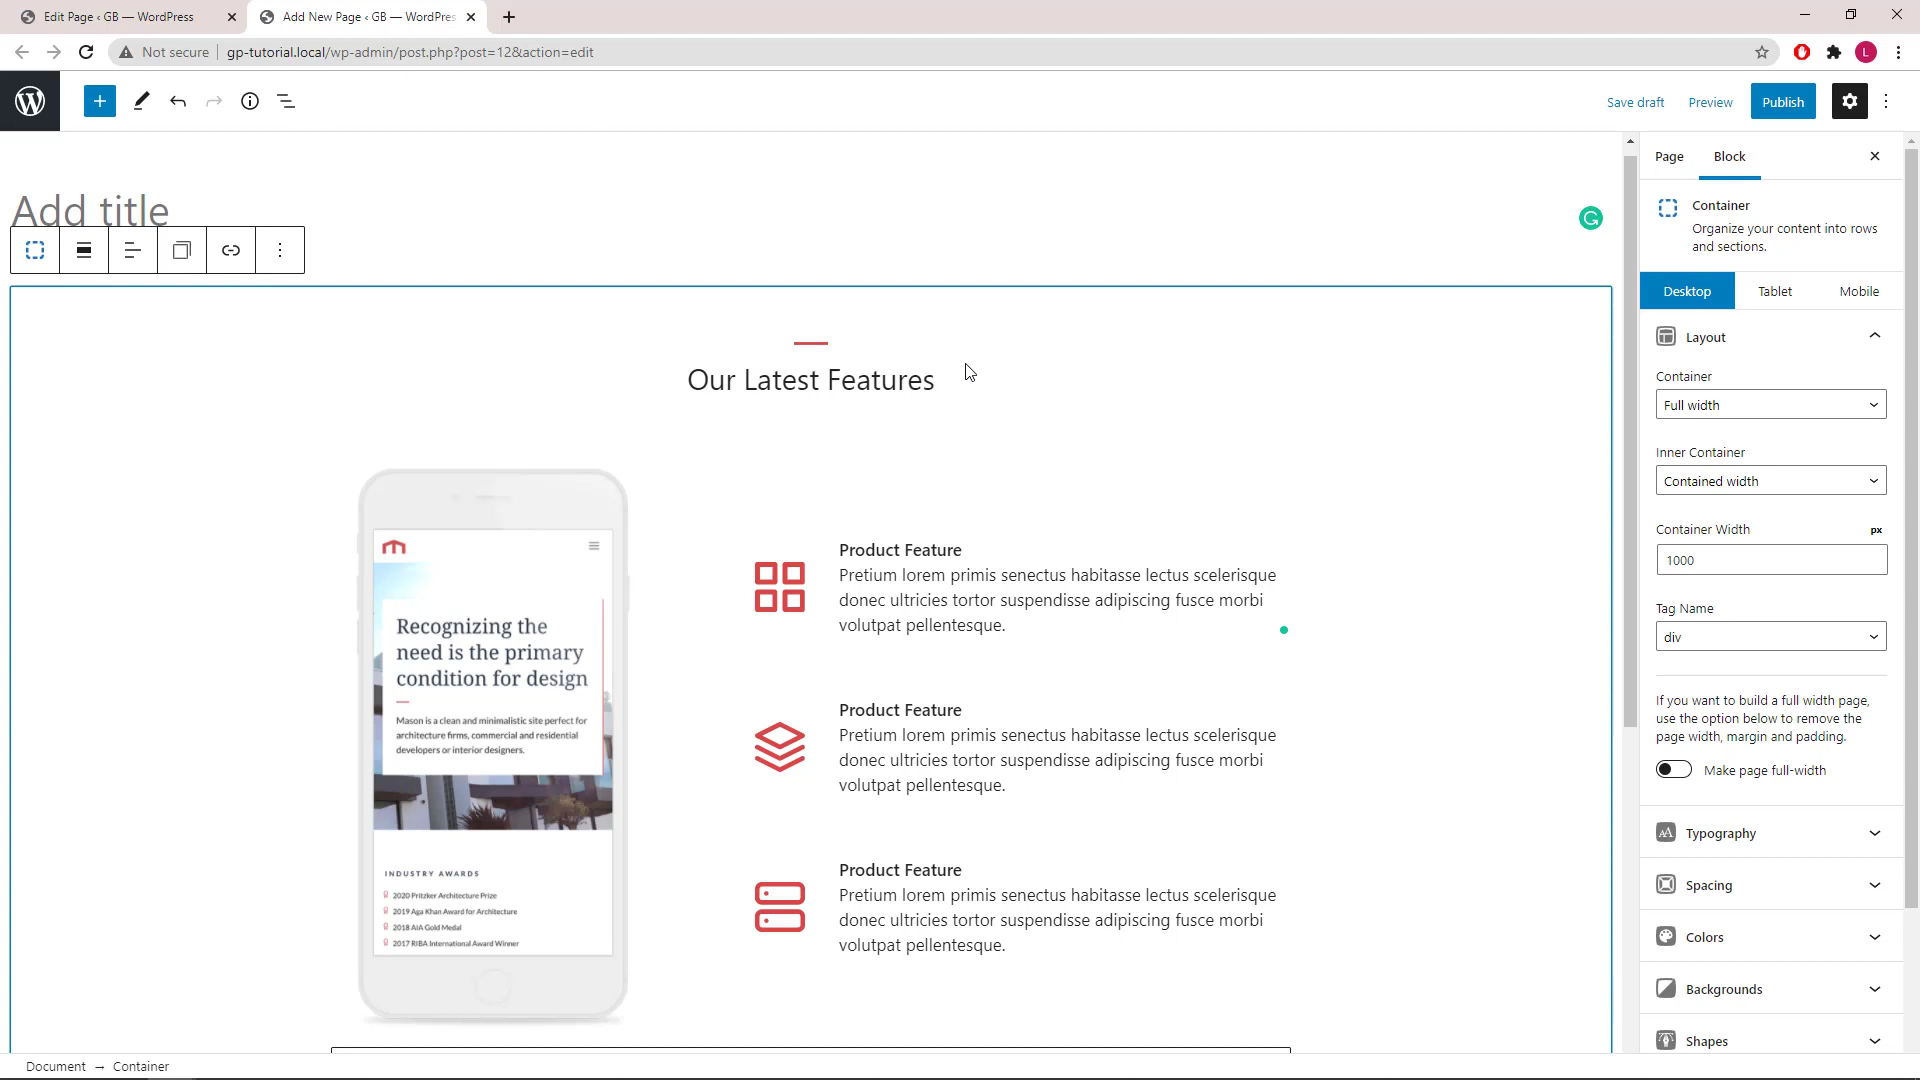 Edit Page ‹ GB — WordPress
Add New Page ‹ GB — WordPres
Not secure
gp-tutorial.local/wp-admin/post.php?post=12&action=edit
L
Save draft
Preview
Publish
Add title
Page
Block
Container
Organize your content into rows
and sections.
Desktop
Tablet
Mobile
Layout
Container
Full width
Inner Container
Contained width
Container Width
px
1000
Tag Name
div
If you want to build a full width page,
use the option below to remove the
page width, margin and padding.
Make page full-width
Typography
Spacing
Colors
Backgrounds
Shapes
Our Latest Features
Recognizing the
need is the primary
condition for design
Mason is a clean and minimalistic site perfect for
architecture firms, commercial and residential
developers or interior designers.
INDUSTRY AWARDS
2020 Pritzker Architecture Prize
2019 Aga Khan Award for Architecture
2018 AIA Gold Medal
2017 RIBA International Award Winner
Product Feature
Pretium lorem primis senectus habitasse lectus scelerisque
donec ultricies tortor suspendisse adipiscing fusce morbi
volutpat pellentesque.
Product Feature
Pretium lorem primis senectus habitasse lectus scelerisque
donec ultricies tortor suspendisse adipiscing fusce morbi
volutpat pellentesque.
Product Feature
Pretium lorem primis senectus habitasse lectus scelerisque
donec ultricies tortor suspendisse adipiscing fusce morbi
volutpat pellentesque.
Document → Container